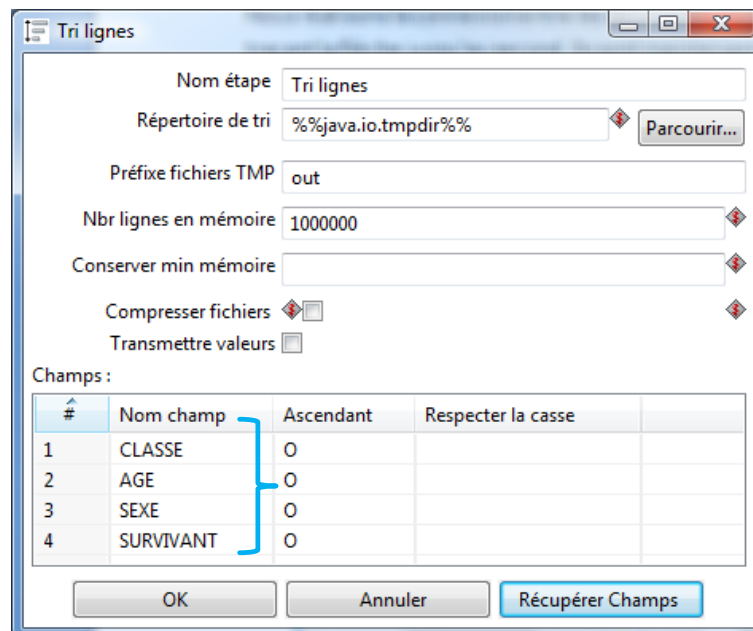 Tri lignes
Nom étape Tri lignes
Répertoire de tri %%java.io.tmpdir%% Parcourir...
Préfixe fichiers TMP out
Nbr lignes en mémoire 1000000
Conserver min mémoire
Compresser fichiers
Transmettre valeurs
Champs :
# Nom champ Ascendant Respecter la casse
1 CLASSE O
2 AGE O
3 SEXE O
4 SURVIVANT O
OK Annuler Récupérer Champs